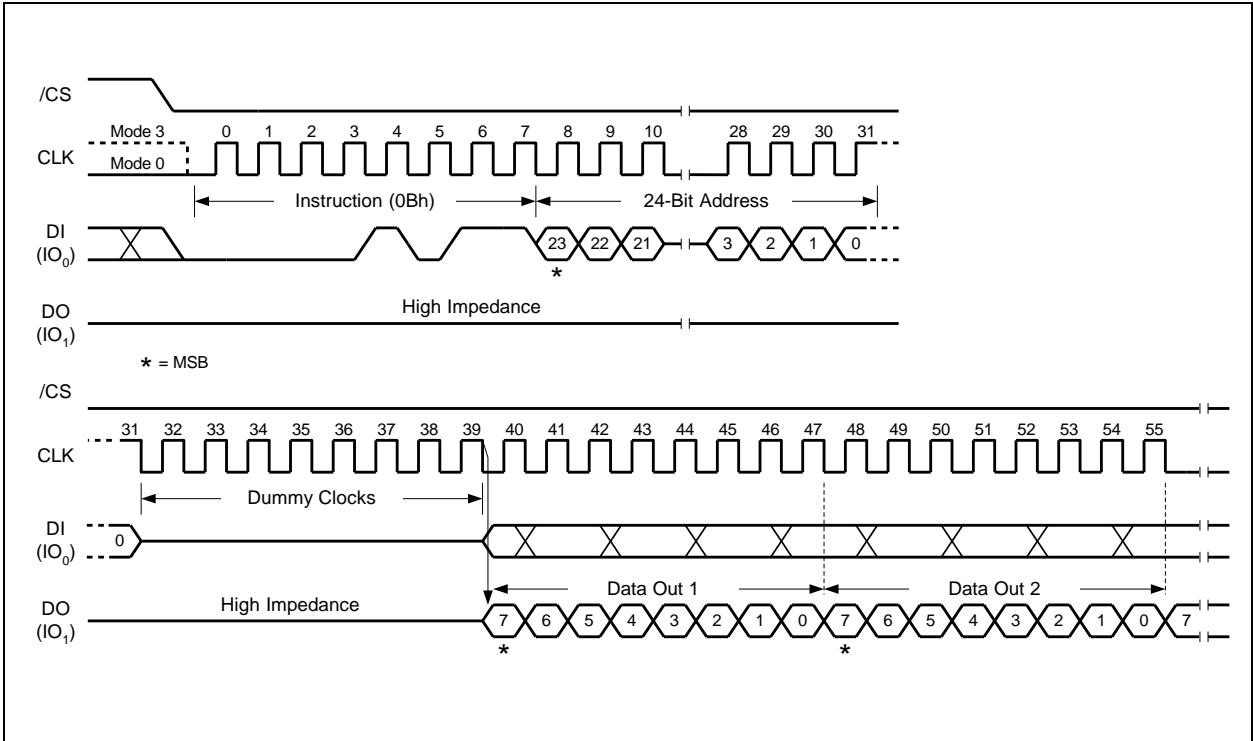 /CS
Mode 3 0 1 2 3 4 5 6 7 8 9 10 28 29 30 31
CLK
Mode 0
Instruction (0Bh) 24-Bit Address
DI
(IO0) 23 22 21 3 2 1 0
*
High Impedance
DO
(IO1)
* = MSB
/CS
31 32 33 34 35 36 37 38 39 40 41 42 43 44 45 46 47 48 49 50 51 52 53 54 55
CLK
Dummy Clocks
DI
(IO0) 0
Data Out 1 Data Out 2
High Impedance
DO
(IO1) 7 6 5 4 3 2 1 0 7 6 5 4 3 2 1 0 7
* *